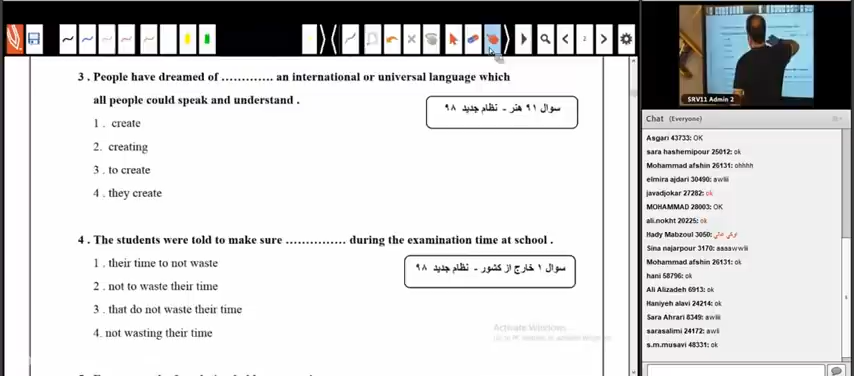 3 . People have dreamed of ............. an international or universal language which
all people could speak and understand .
سوال ۹۱ هنر - نظام جدید ۹۸
1 . create
2. creating
3 . to create
4 . they create
4 . The students were told to make sure ............... during the examination time at school .
1 . their time to not waste
سوال ۱ خارج از کشور - نظام جدید ۹۸
2 . not to waste their time
3 . that do not waste their time
4. not wasting their time
Activate Windows
SRV11 Admin 2
Chat (Everyone)
Asgari 43733: OK
sara hashemipour 25012: ok
Mohammad afshin 26131: ohhhh
elmira ajdari 30490: awlii
javadjokar 27282: ok
MOHAMMAD 28003: OK
ali.nokht 20225: ok
Hady Mabzoul 3050:
Sina najarpour 3170: aaaawwlii
Mohammad afshin 26131: ok
hani 58796: ok
Ali Alizadeh 6913: ok
Haniyeh alavi 24214: ok
Sara Ahrari 8349: awlii
sarasalimi 24172: awli
s.m.musavi 48331: ok